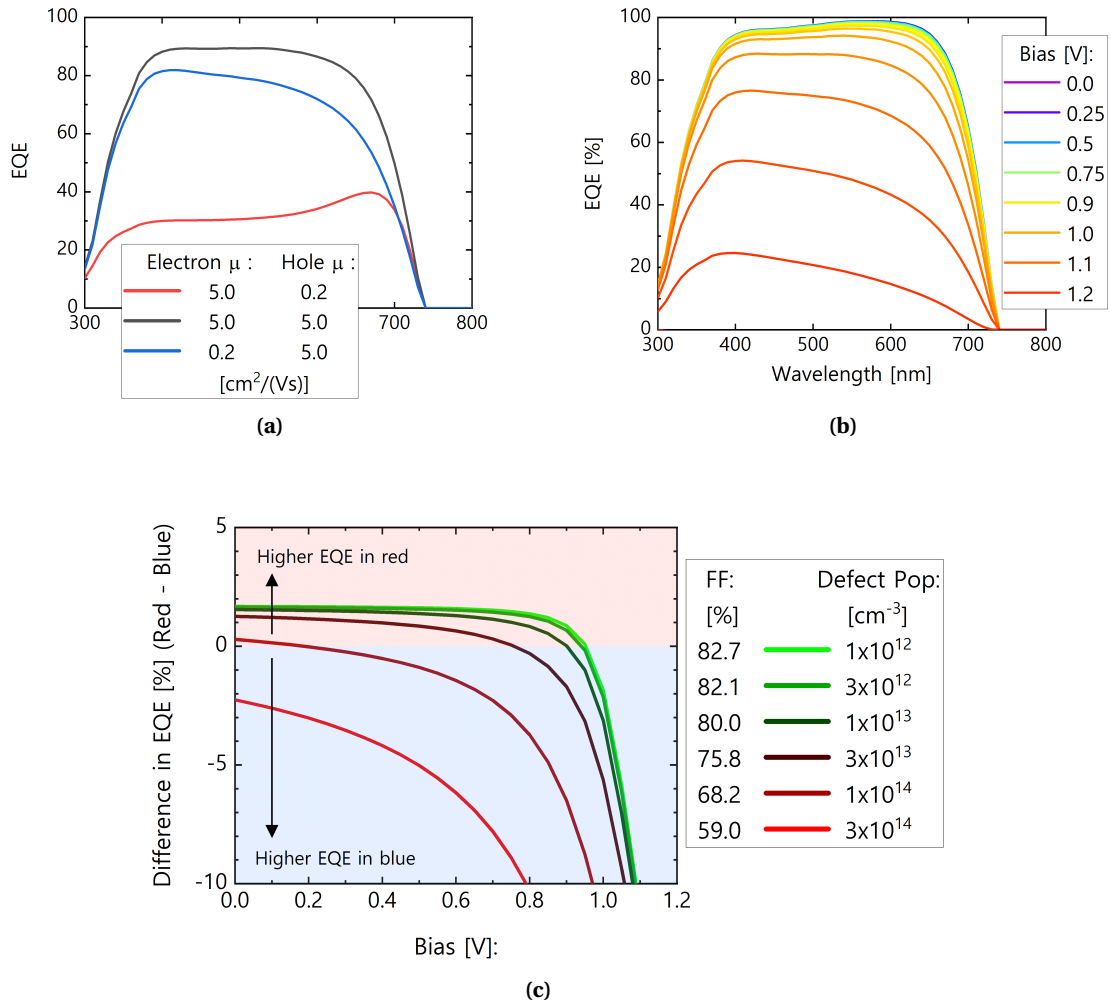 100
80
60
40
20
0
EQE
300
700
800
Electron μ : Hole μ :
5.0 0.2
5.0 5.0
0.2 5.0
[cm²/(Vs)]
(a)
100
80
60
40
20
0
EQE [%]
300 400 500 600 700 800
Wavelength [nm]
Bias [V]:
0.0
0.25
0.5
0.75
0.9
1.0
1.1
1.2
(b)
5
0
-5
-10
Difference in EQE [%] (Red - Blue)
Higher EQE in red
Higher EQE in blue
0.0 0.2 0.4 0.6 0.8 1.0 1.2
Bias [V]:
FF: Defect Pop:
[%] [cm⁻³]
82.7 1x10¹²
82.1 3x10¹²
80.0 1x10¹³
75.8 3x10¹³
68.2 1x10¹⁴
59.0 3x10¹⁴
(c)